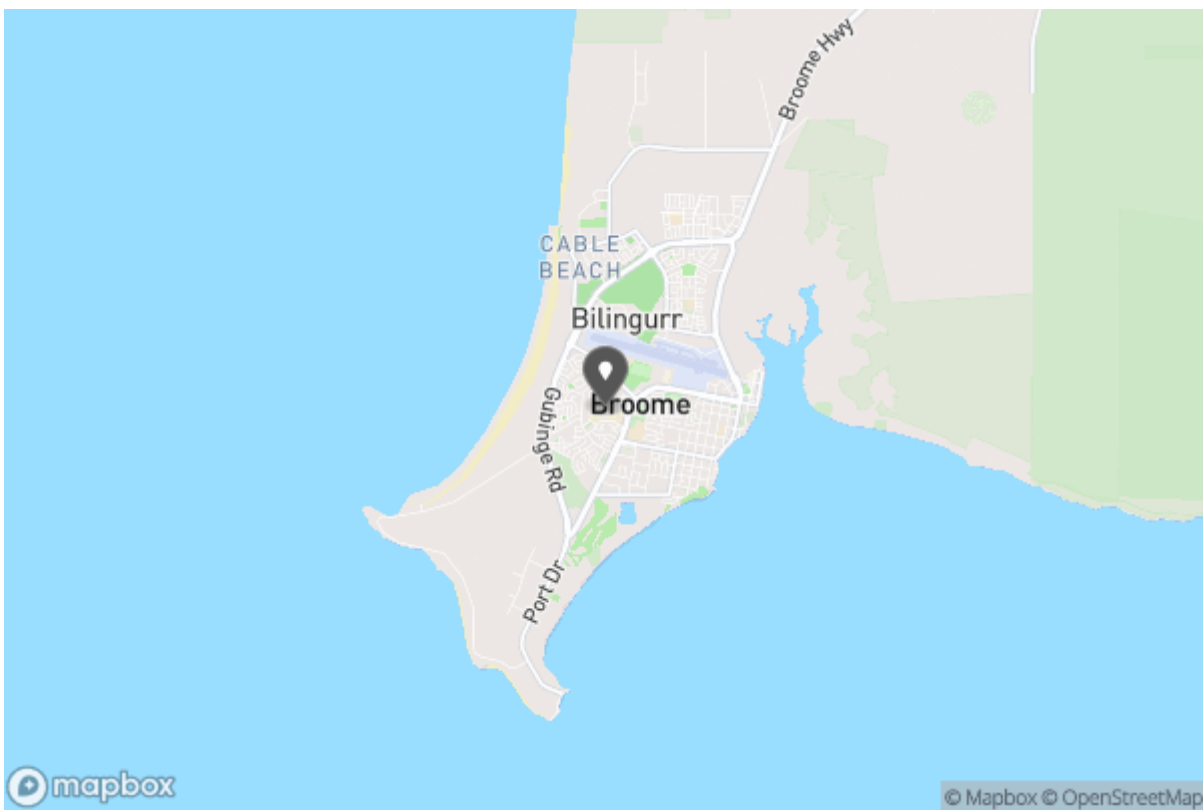 Broome Hwy
CABLE
BEACH
Bilingurr
Broome
Gubinge Rd
Port Dr
mapbox
© Mapbox © OpenStreetMap